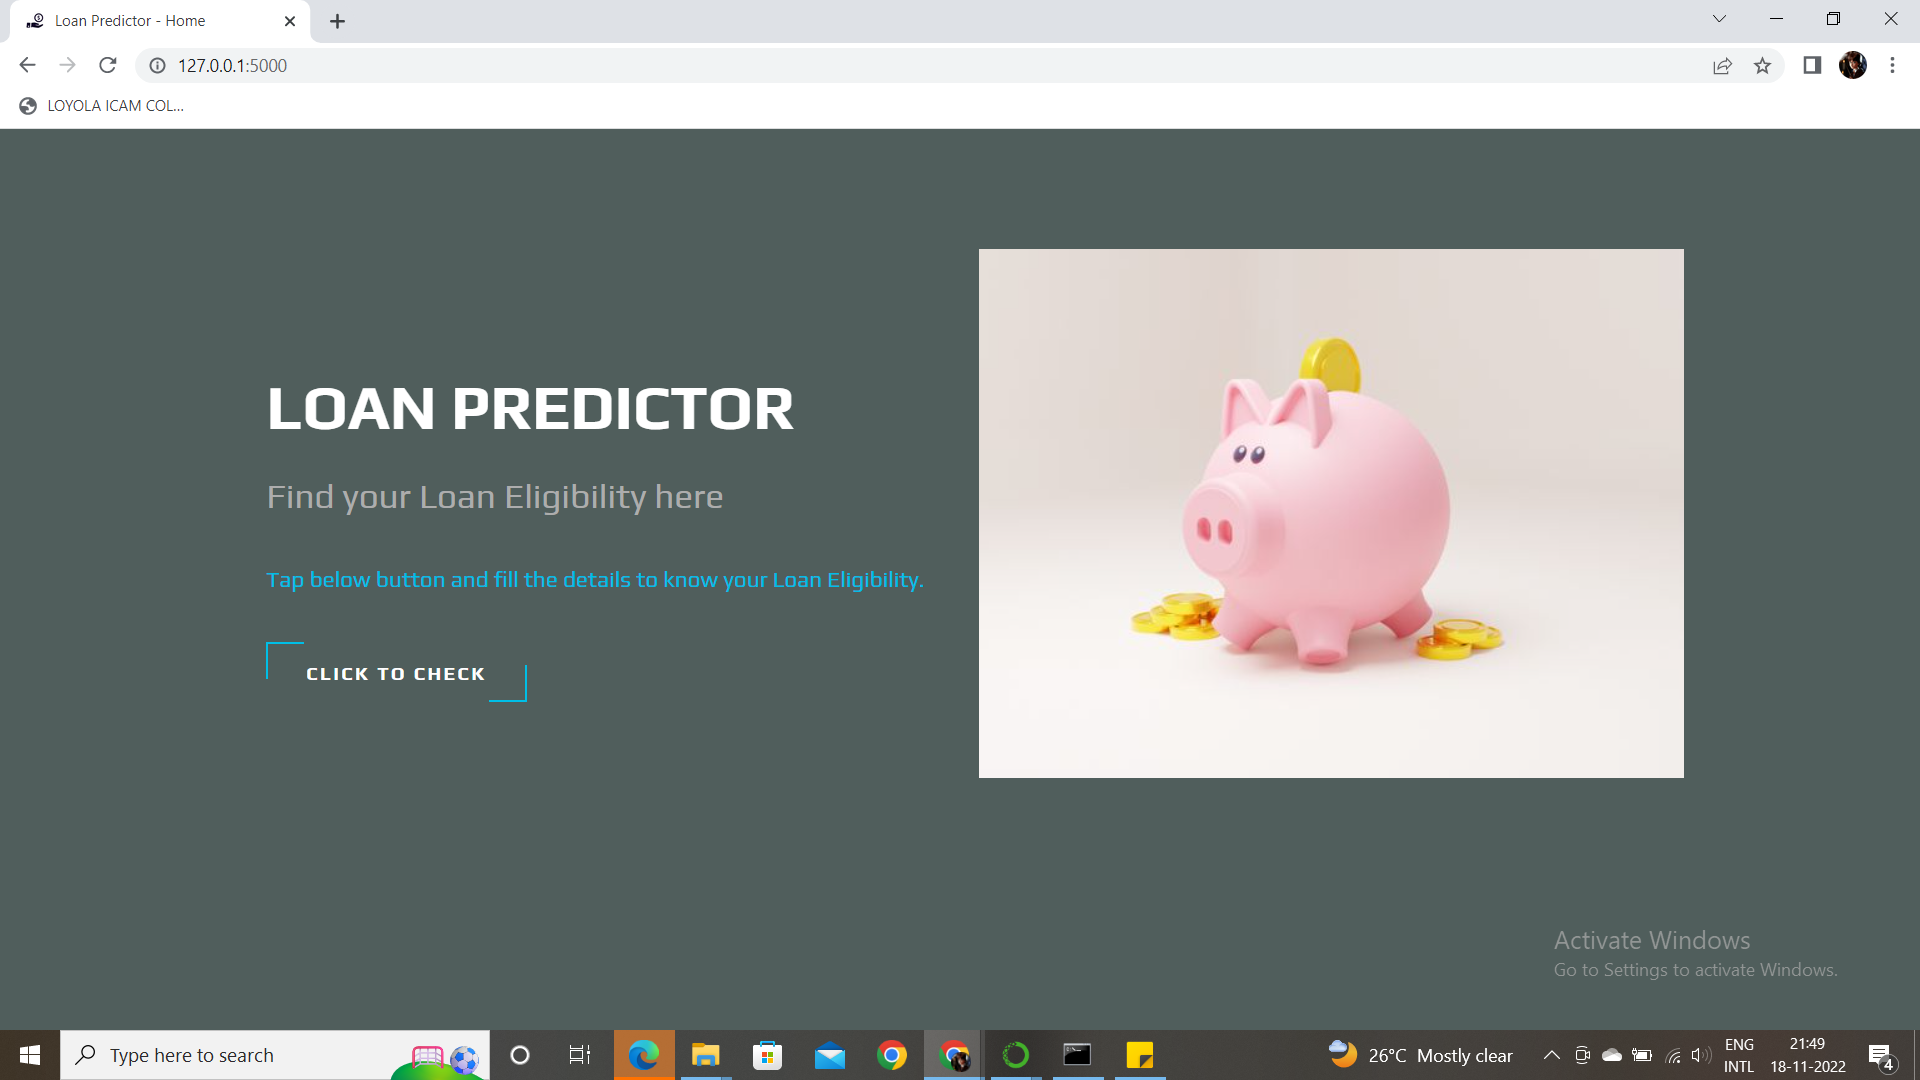 Loan Predictor - Home
127.0.0.1:5000
LOYOLA ICAM COL...
LOAN PREDICTOR
Find your Loan Eligibility here
Tap below button and fill the details to know your Loan Eligibility.
CLICK TO CHECK
Activate Windows
Go to Settings to activate Windows.
Type here to search
26°C Mostly clear
ENG
INTL
21:49
18-11-2022
4